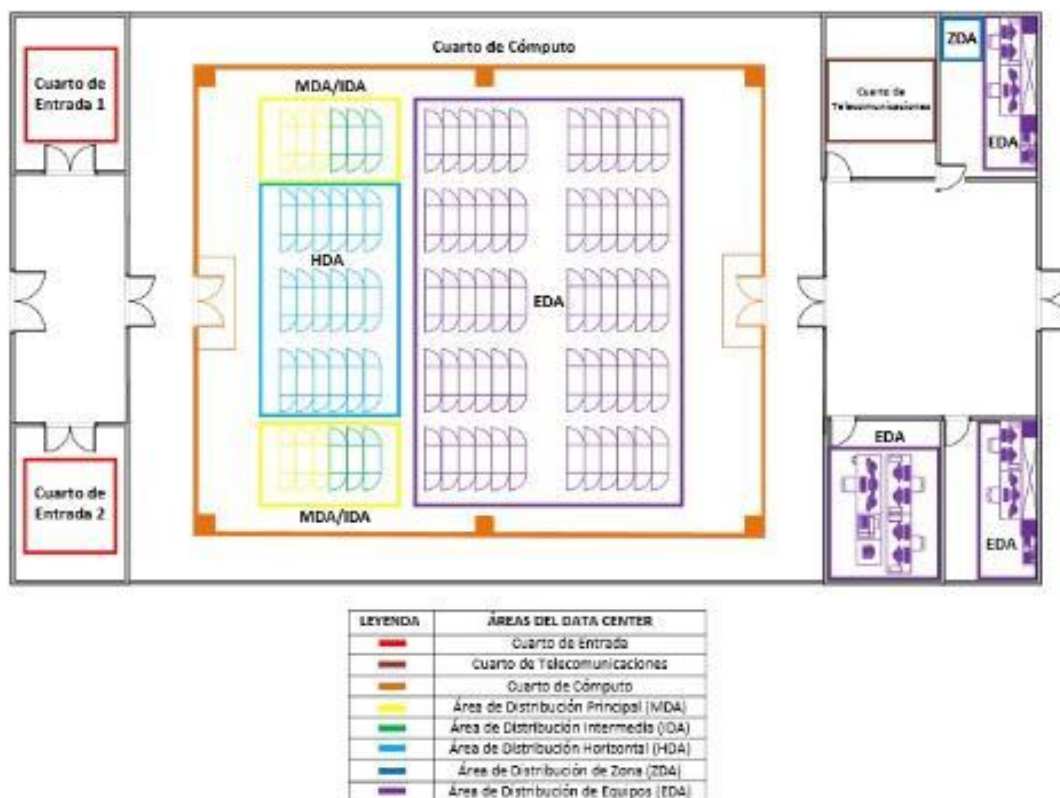 Cuarto de Cómputo
Cuarto de
Entrada 1
MDA/IDA
ZDA
Cuarto de
Telecomunicaciones
EDA
HDA
EDA
EDA
Cuarto de
Entrada 2
EDA
MDA/IDA
LEYENDA ÁREAS DEL DATA CENTER
Cuarto de Entrada
Cuarto de Telecomunicaciones
Cuarto de Cómputo
Área de Distribución Principal (MDA)
Área de Distribución Intermedia (IDA)
Área de Distribución Horizontal (HDA)
Área de Distribución de Zona (ZDA)
Área de Distribución de Equipos (EDA)